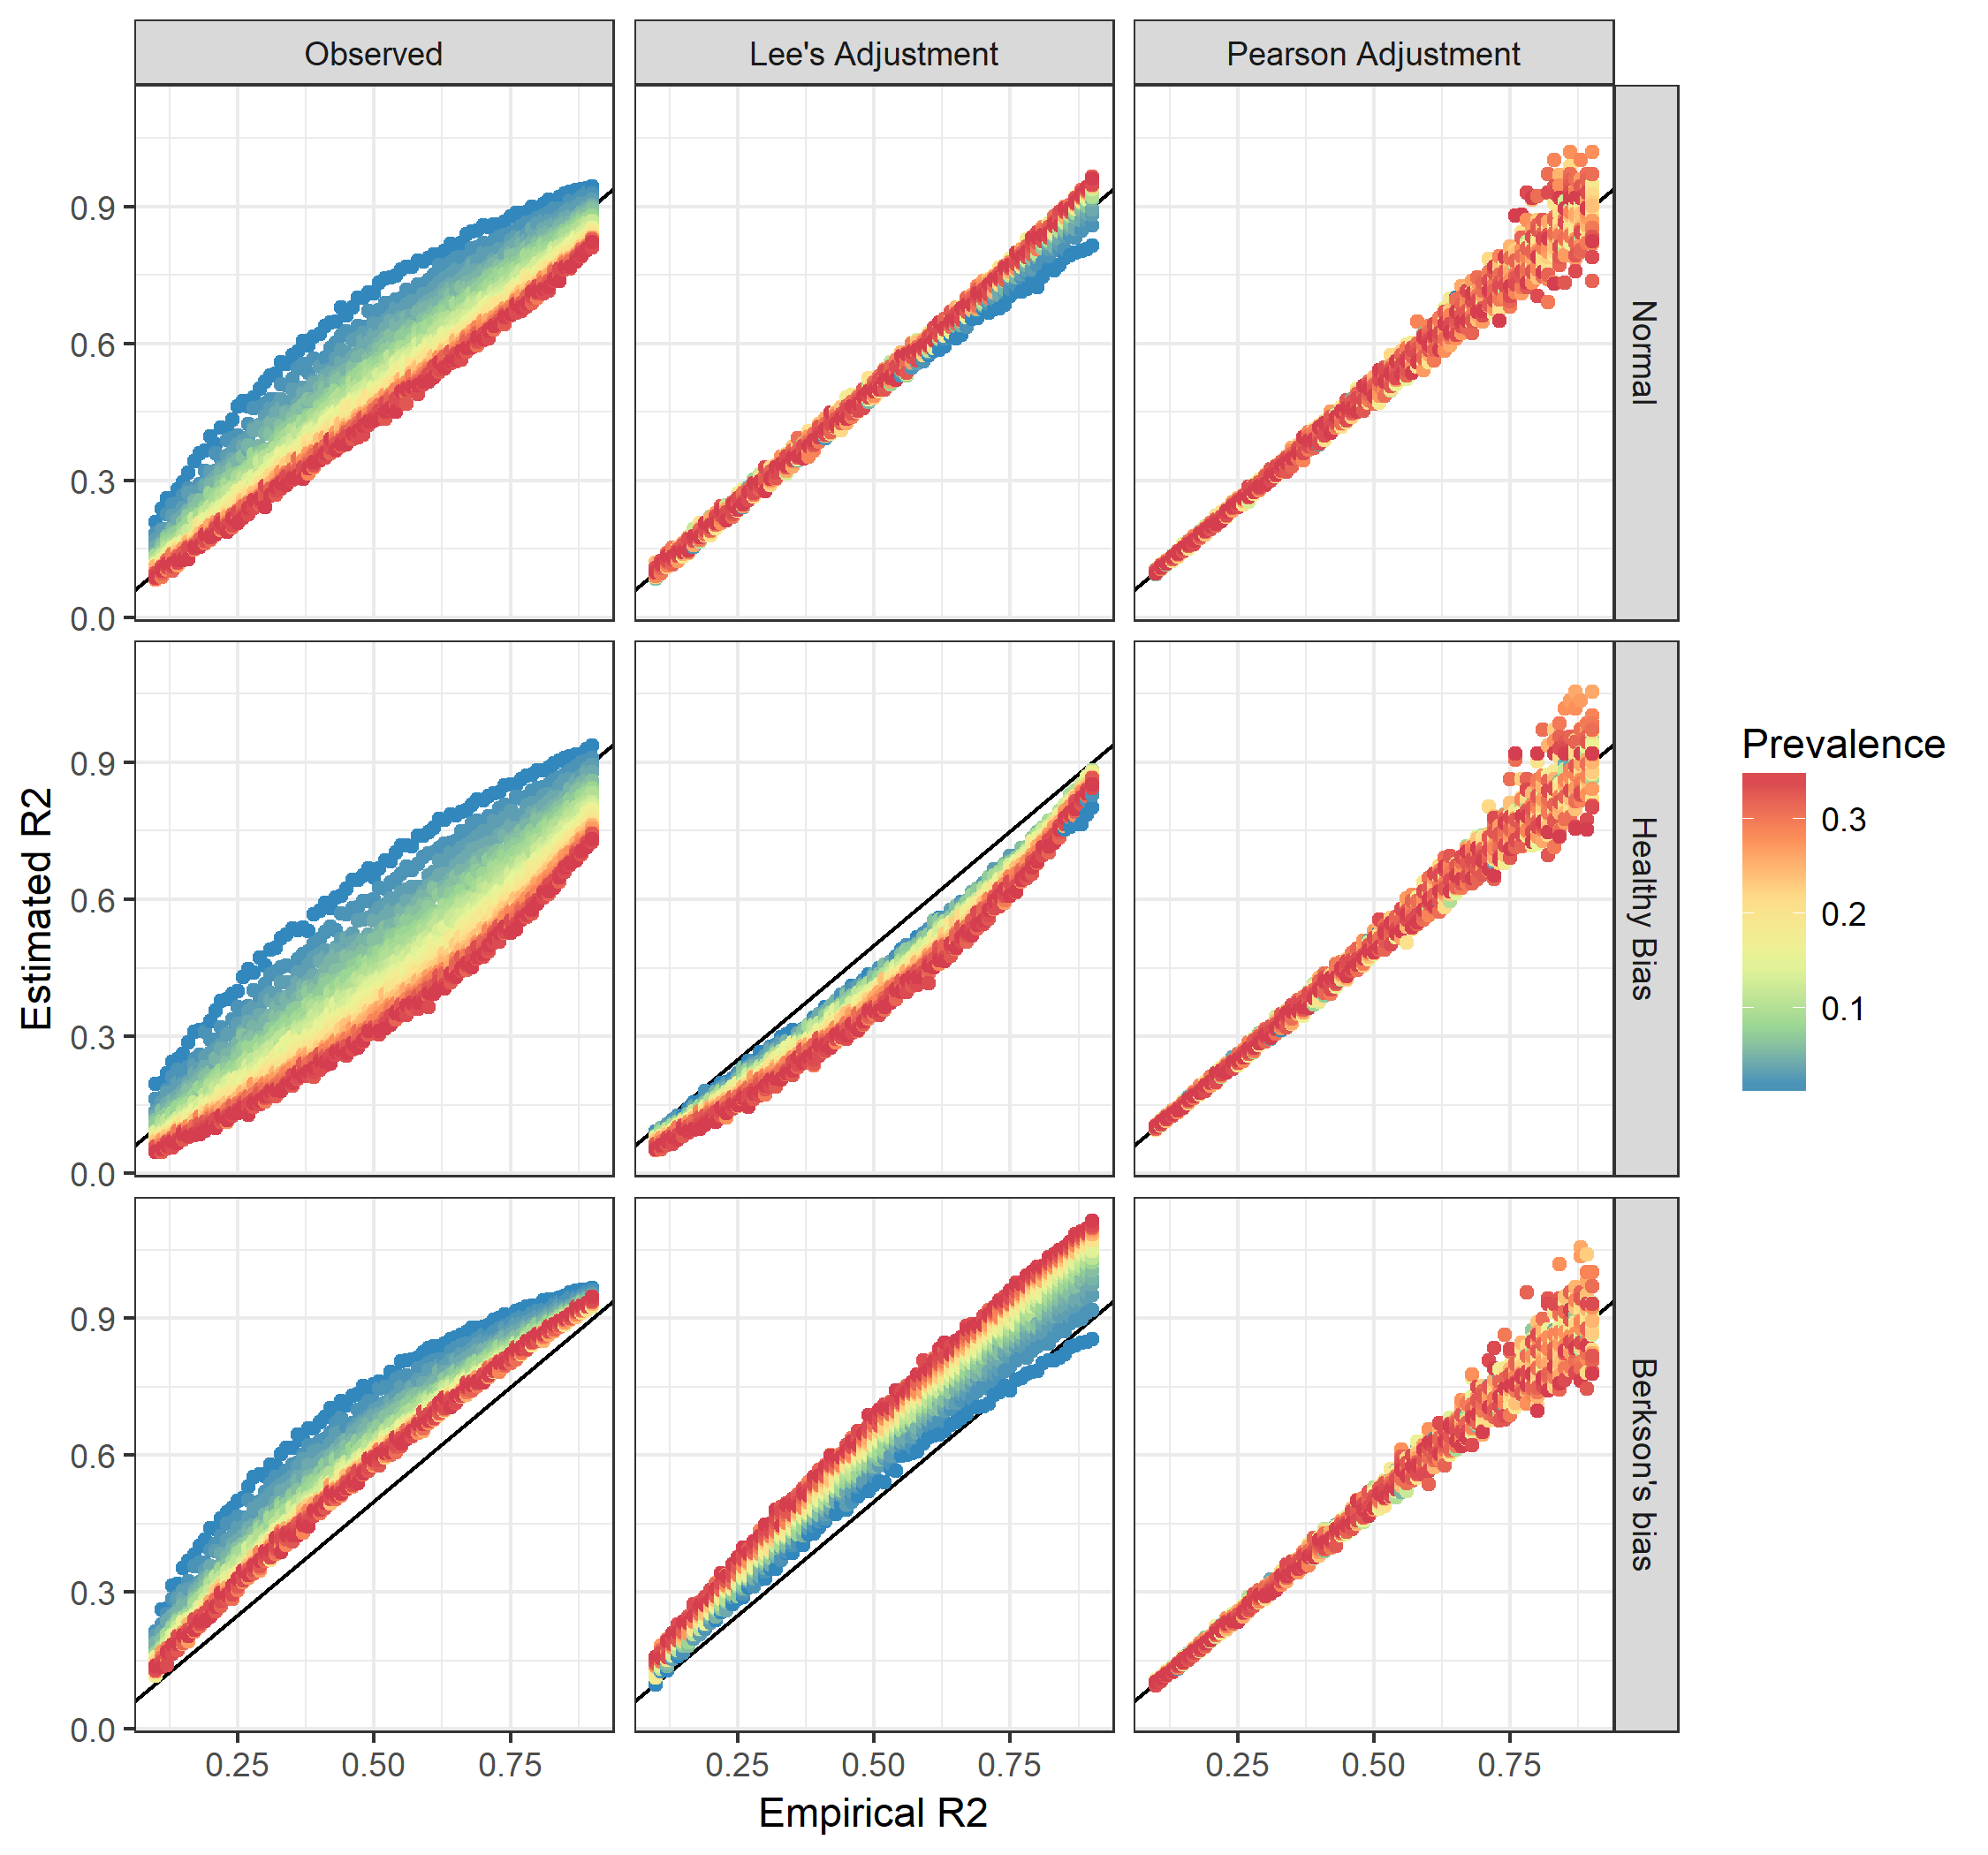 Observed
Lee's Adjustment
Pearson Adjustment
0.9
0.6
0.3
0.0
Normal
0.9
0.6
0.3
0.0
Healthy Bias
0.9
0.6
0.3
0.0
Berkson's bias
0.25 0.50 0.75
0.25 0.50 0.75
0.25 0.50 0.75
Empirical R2
Estimated R2
Prevalence
0.3
0.2
0.1